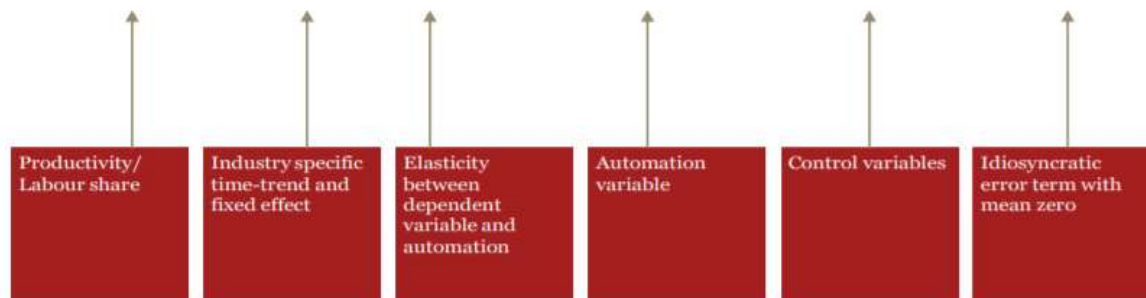 Productivity/
Labour share
Industry specific
time-trend and
fixed effect
Elasticity
between
dependent
variable and
automation
Automation
variable
Control variables
Idiosyncratic
error term with
mean zero